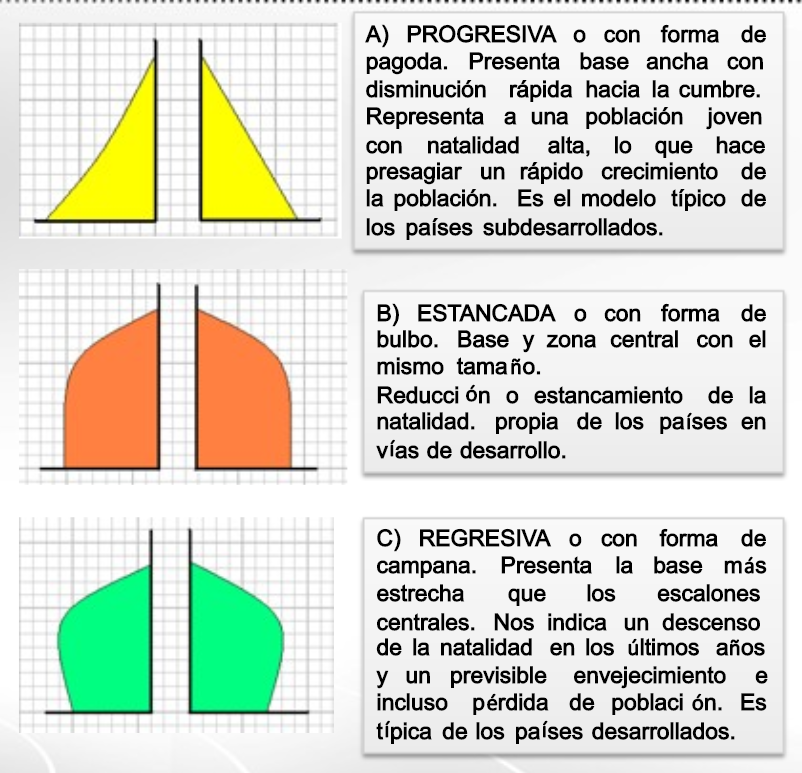 A) PROGRESIVA o con forma de
pagoda. Presenta base ancha con
disminución rápida hacia la cumbre.
Representa a una población joven
con natalidad alta, lo que hace
presagiar un rápido crecimiento de
la población. Es el modelo típico de
los países subdesarrollados.
B) ESTANCADA o con forma de
bulbo. Base y zona central con el
mismo tamaño.
Reducción o estancamiento de la
natalidad. propia de los países en
vías de desarrollo.
C) REGRESIVA o con forma de
campana. Presenta la base más
estrecha que los escalones
centrales. Nos indica un descenso
de la natalidad en los últimos años
y un previsible envejecimiento e
incluso pérdida de población. Es
típica de los países desarrollados.